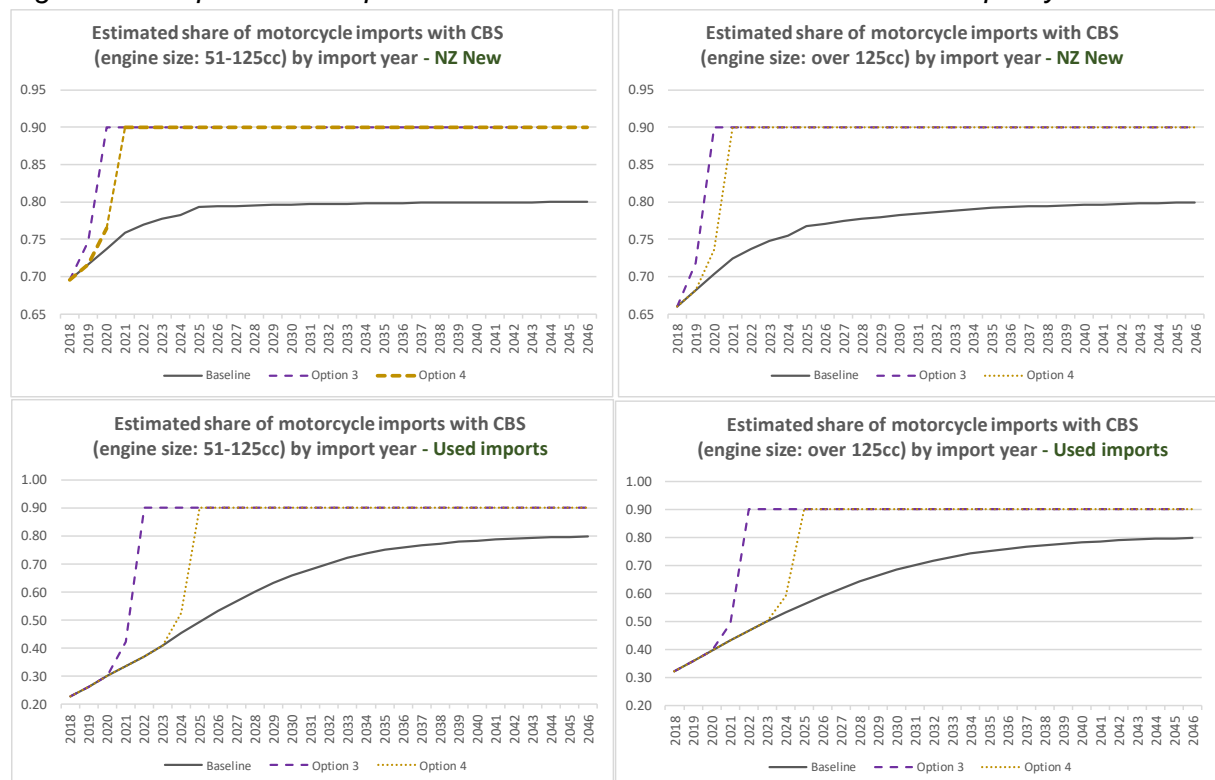 Estimated share of motorcycle imports with CBS
(engine size: 51-125cc) by import year - NZ New
0.95
0.90
0.85
0.80
0.75
0.70
0.65
2018 2019 2020 2021 2022 2023 2024 2025 2026 2027 2028 2029 2030 2031 2032 2033 2034 2035 2036 2037 2038 2039 2040 2041 2042 2043 2044 2045 2046
Baseline Option 3 Option 4
Estimated share of motorcycle imports with CBS
(engine size: over 125cc) by import year - NZ New
0.95
0.90
0.85
0.80
0.75
0.70
0.65
2018 2019 2020 2021 2022 2023 2024 2025 2026 2027 2028 2029 2030 2031 2032 2033 2034 2035 2036 2037 2038 2039 2040 2041 2042 2043 2044 2045 2046
Baseline Option 3 Option 4
Estimated share of motorcycle imports with CBS
(engine size: 51-125cc) by import year - Used imports
1.00
0.90
0.80
0.70
0.60
0.50
0.40
0.30
0.20
2018 2019 2020 2021 2022 2023 2024 2025 2026 2027 2028 2029 2030 2031 2032 2033 2034 2035 2036 2037 2038 2039 2040 2041 2042 2043 2044 2045 2046
Baseline Option 3 Option 4
Estimated share of motorcycle imports with CBS
(engine size: over 125cc) by import year - Used imports
1.00
0.90
0.80
0.70
0.60
0.50
0.40
0.30
0.20
2018 2019 2020 2021 2022 2023 2024 2025 2026 2027 2028 2029 2030 2031 2032 2033 2034 2035 2036 2037 2038 2039 2040 2041 2042 2043 2044 2045 2046
Baseline Option 3 Option 4